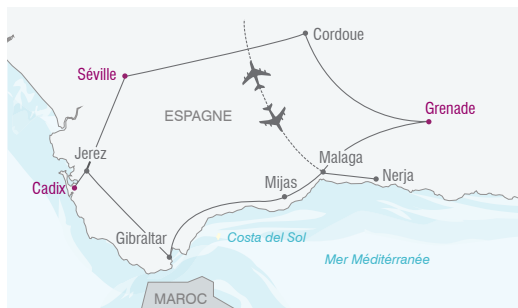 Cordoue
Séville
Grenade
ESPAGNE
Jerez
Malaga
Nerja
Cadix
Mijas
Gibraltar
Costa del Sol
Mer Méditérranée
MAROC